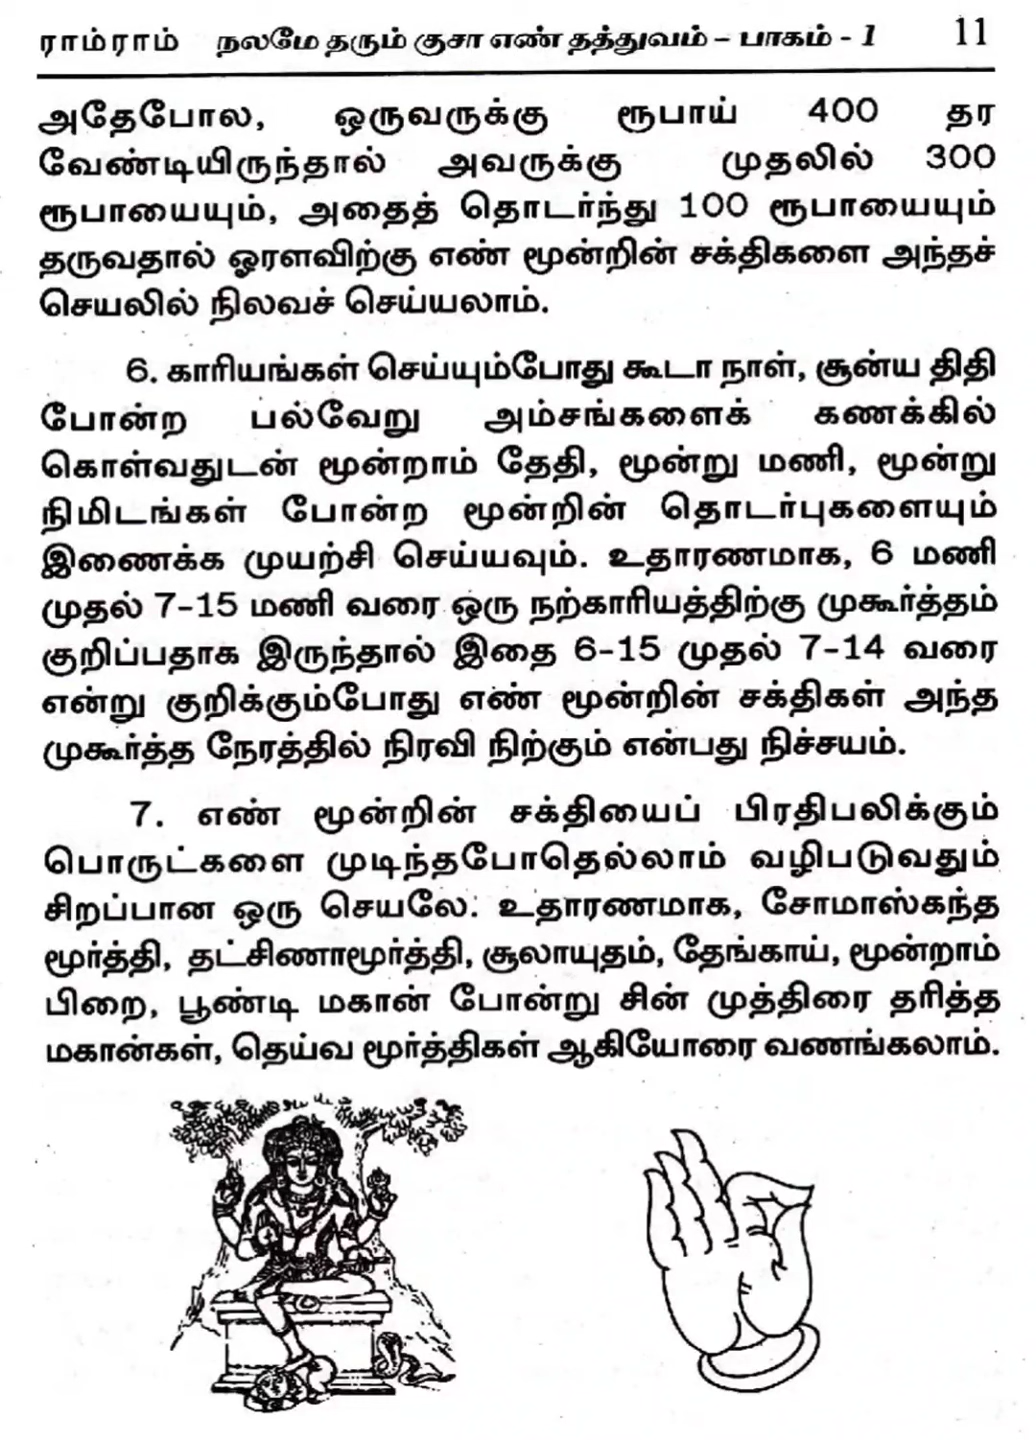 ராம்ராம் நலமே தரும் குசா எண் தத்துவம் – பாகம் - 1 11
அதேபோல, ஒருவருக்கு ரூபாய் 400 தர
வேண்டியிருந்தால் அவருக்கு முதலில் 300
ரூபாயையும், அதைத் தொடர்ந்து 100 ரூபாயையும்
தருவதால் ஓரளவிற்கு எண் மூன்றின் சக்திகளை அந்தச்
செயலில் நிலவச் செய்யலாம்.
6. காரியங்கள் செய்யும்போது கூடா நாள், சூன்ய திதி
போன்ற பல்வேறு அம்சங்களைக் கணக்கில்
கொள்வதுடன் மூன்றாம் தேதி, மூன்று மணி, மூன்று
நிமிடங்கள் போன்ற மூன்றின் தொடர்புகளையும்
இணைக்க முயற்சி செய்யவும். உதாரணமாக, 6 மணி
முதல் 7-15 மணி வரை ஒரு நற்காரியத்திற்கு முகூர்த்தம்
குறிப்பதாக இருந்தால் இதை 6-15 முதல் 7-14 வரை
என்று குறிக்கும்போது எண் மூன்றின் சக்திகள் அந்த
முகூர்த்த நேரத்தில் நிரவி நிற்கும் என்பது நிச்சயம்.
7. எண் மூன்றின் சக்தியைப் பிரதிபலிக்கும்
பொருட்களை முடிந்தபோதெல்லாம் வழிபடுவதும்
சிறப்பான ஒரு செயலே. உதாரணமாக, சோமாஸ்கந்த
மூர்த்தி, தட்சிணாமூர்த்தி, சூலாயுதம், தேங்காய், மூன்றாம்
பிறை, பூண்டி மகான் போன்று சின் முத்திரை தரித்த
மகான்கள், தெய்வ மூர்த்திகள் ஆகியோரை வணங்கலாம்.